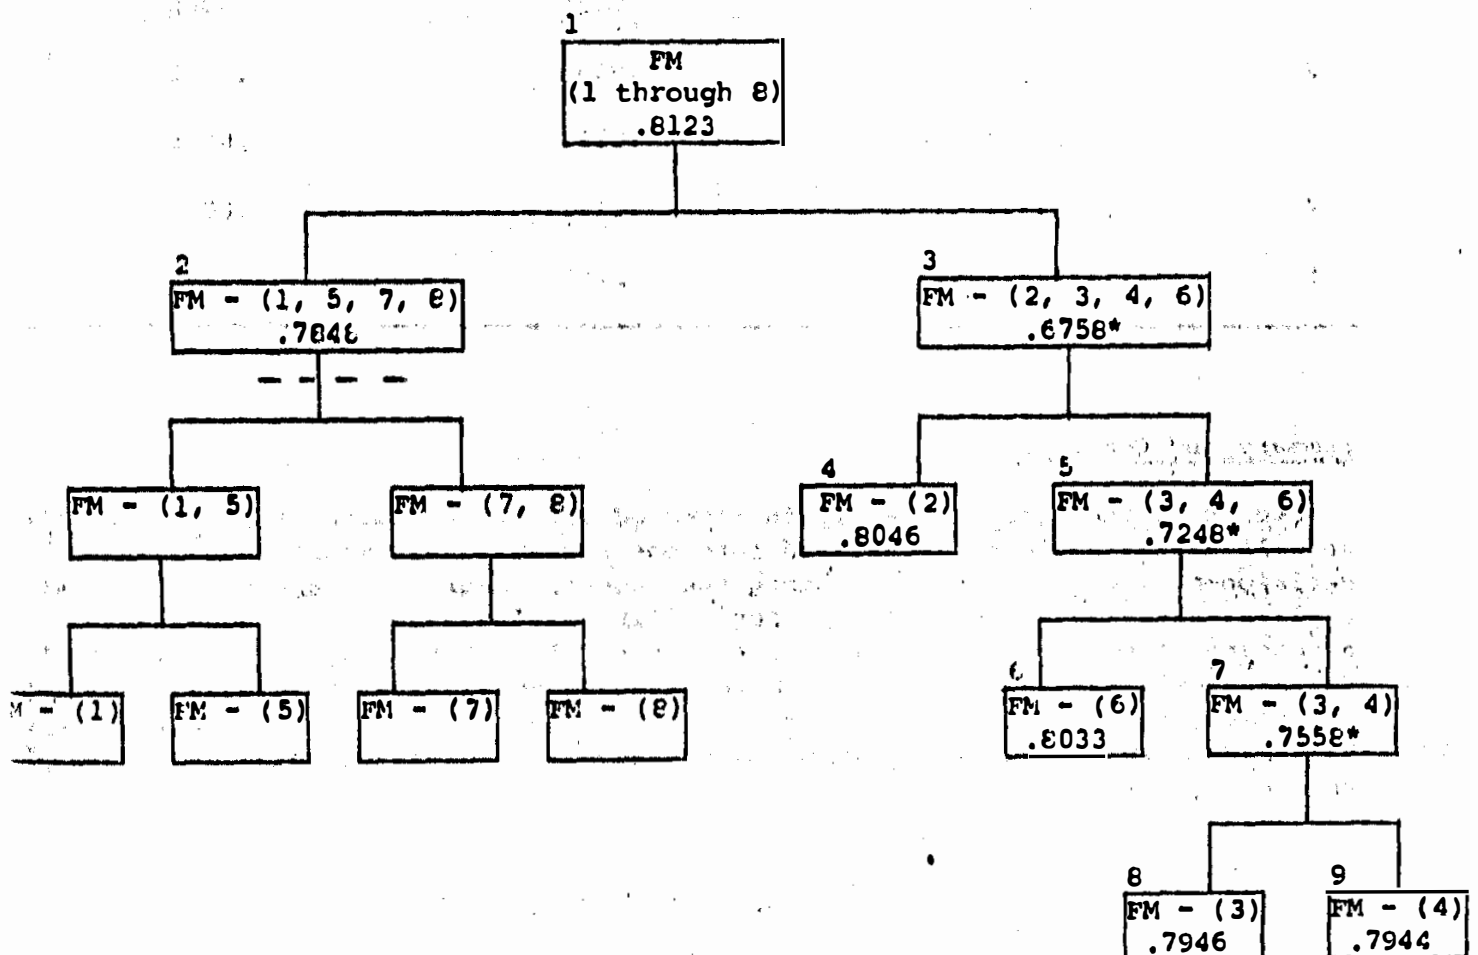 1
FM
(1 through 8)
.8123
2
FM - (1, 5, 7, 8)
.7848
3
FM - (2, 3, 4, 6)
.6758*
FM - (1, 5)
FM - (7, 8)
4
FM - (2)
.8046
5
FM - (3, 4, 6)
.7248*
M - (1)
FM - (5)
FM - (7)
FM - (8)
6
FM - (6)
.8033
7
FM - (3, 4)
.7558*
8
FM - (3)
.7946
9
FM - (4)
.7944